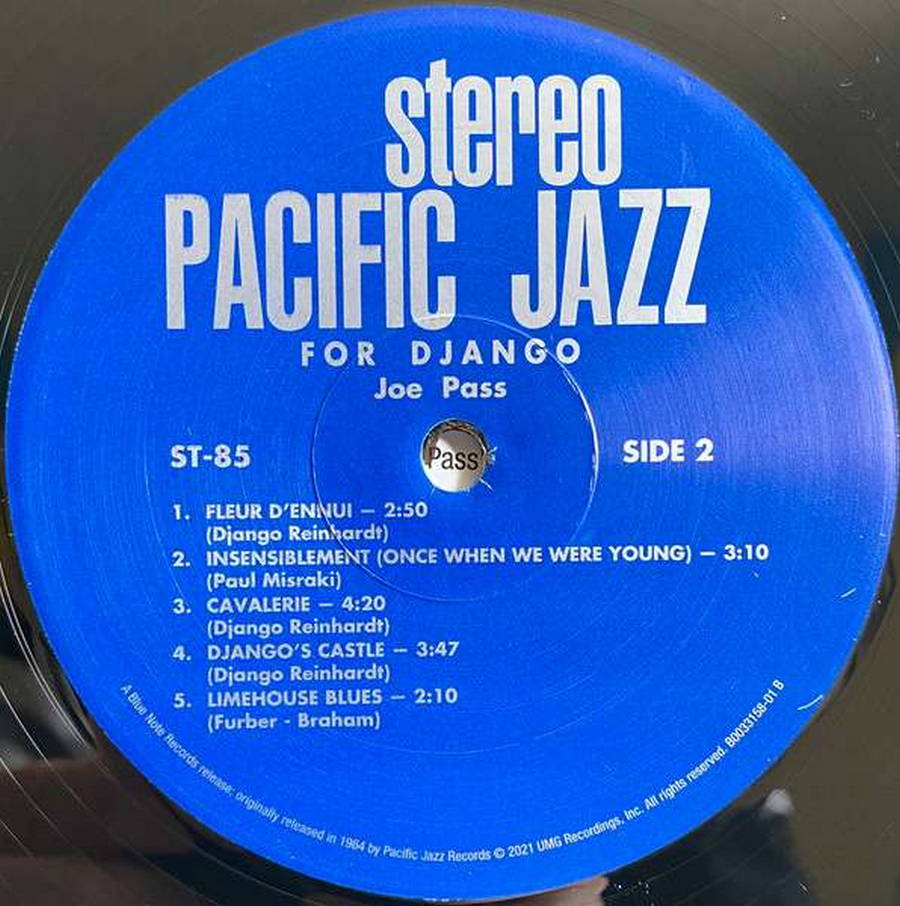 stereo
PACIFIC JAZZ
FOR DJANGO
Joe Pass
ST-85
Pass
SIDE 2
1. FLEUR D'ENNUI – 2:50
(Django Reinhardt)
2. INSENSIBLEMENT (ONCE WHEN WE WERE YOUNG) – 3:10
(Paul Misraki)
3. CAVALERIE – 4:20
(Django Reinhardt)
4. DJANGO'S CASTLE – 3:47
(Django Reinhardt)
5. LIMEHOUSE BLUES – 2:10
(Furber - Braham)
A Blue Note Records release; originally released in 1964 by Pacific Jazz Records © 2021 UMG Recordings, Inc. All rights reserved. B0033158-01 B